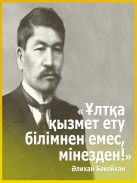 «Ұлтқа
қызмет ету
білімнен емес,
мінезден!»
Әлихан Бөкейхан